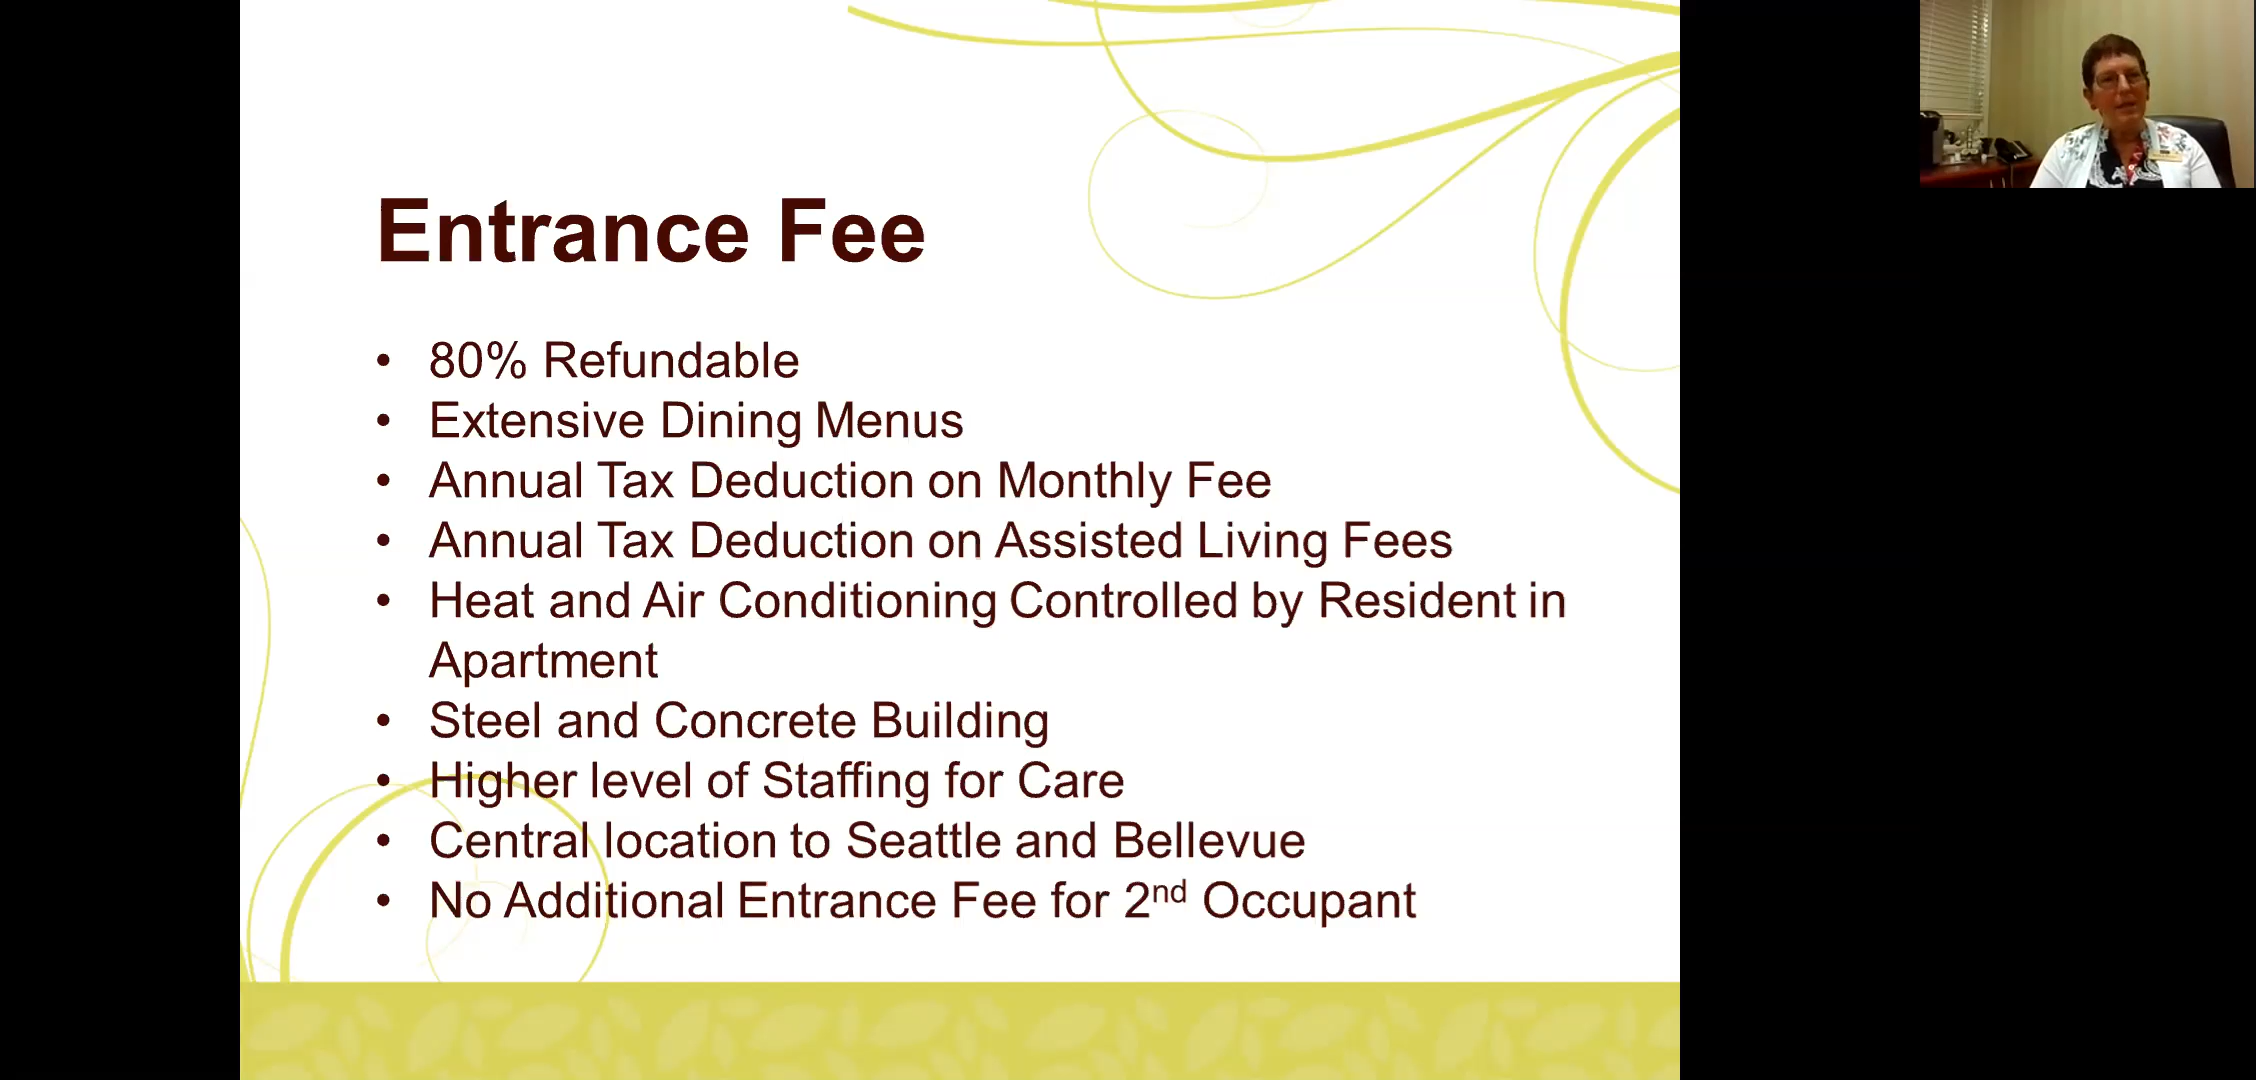 Entrance Fee
• 80% Refundable
• Extensive Dining Menus
• Annual Tax Deduction on Monthly Fee
• Annual Tax Deduction on Assisted Living Fees
• Heat and Air Conditioning Controlled by Resident in
Apartment
• Steel and Concrete Building
• Higher level of Staffing for Care
• Central location to Seattle and Bellevue
• No Additional Entrance Fee for 2nd Occupant